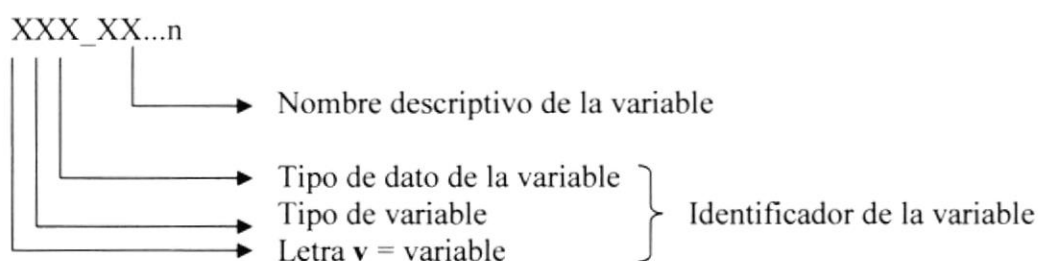 XXX_XX...n
Nombre descriptivo de la variable
Tipo de dato de la variable
Tipo de variable
Identificador de la variable
Letra v = variable